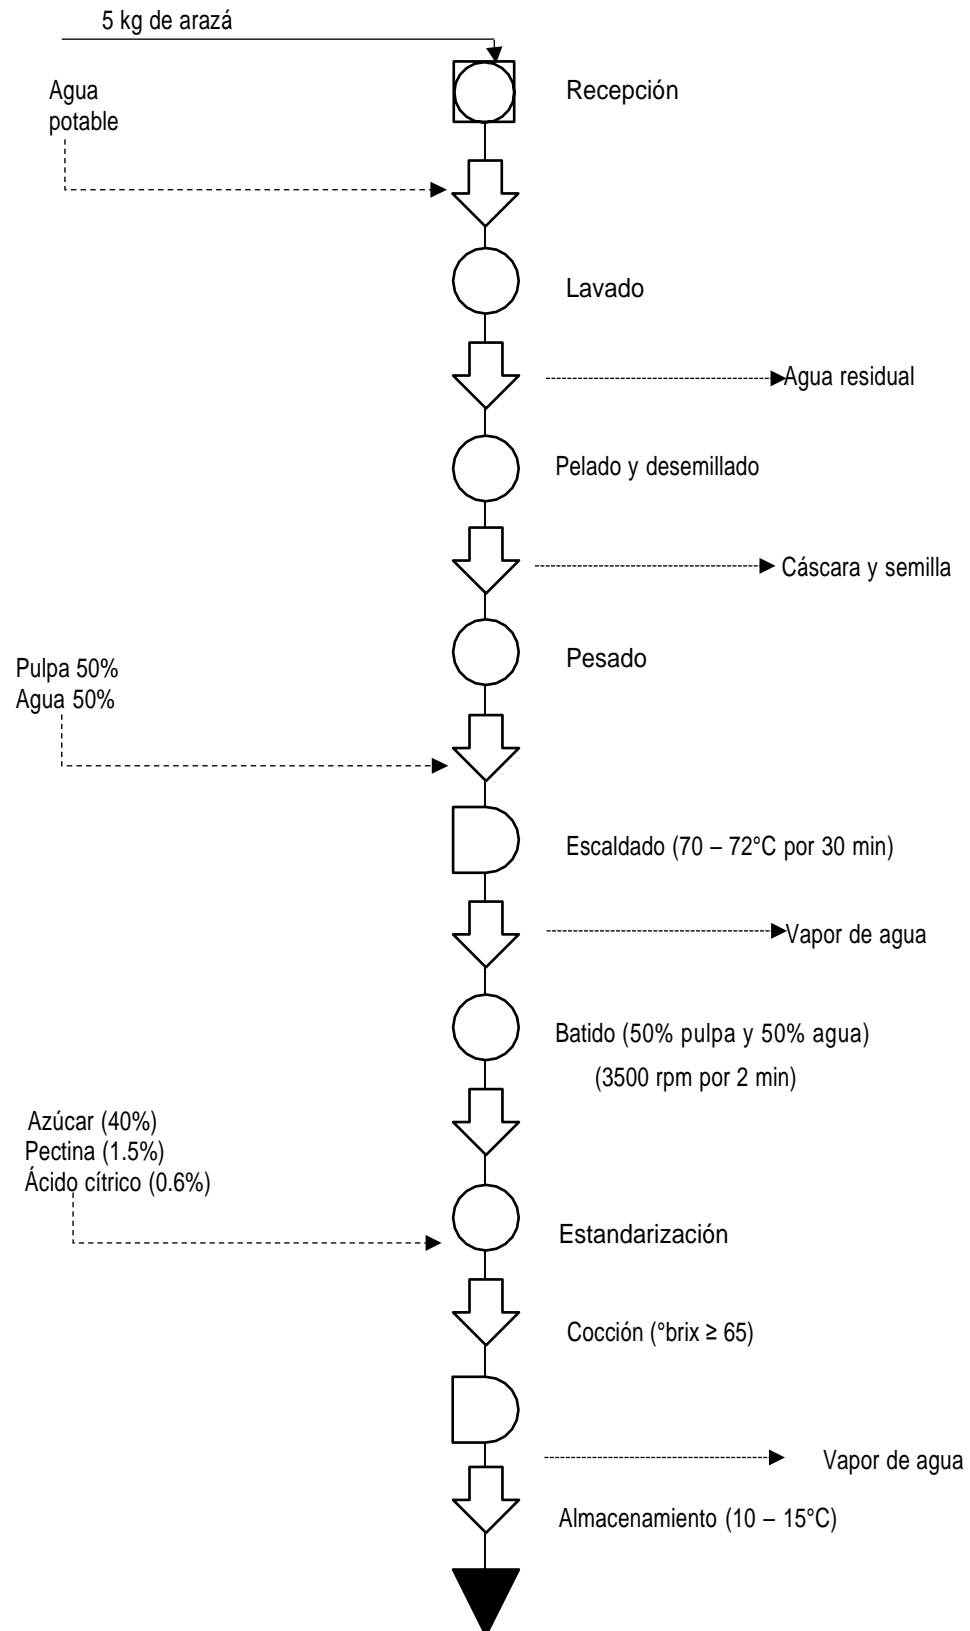 5 kg de arazá
Recepción
Agua
potable
Lavado
Agua residual
Pelado y desemillado
Cáscara y semilla
Pesado
Pulpa 50%
Agua 50%
Escaldado (70 – 72°C por 30 min)
Vapor de agua
Batido (50% pulpa y 50% agua)
(3500 rpm por 2 min)
Azúcar (40%)
Pectina (1.5%)
Ácido cítrico (0.6%)
Estandarización
Cocción (°brix ≥ 65)
Vapor de agua
Almacenamiento (10 – 15°C)